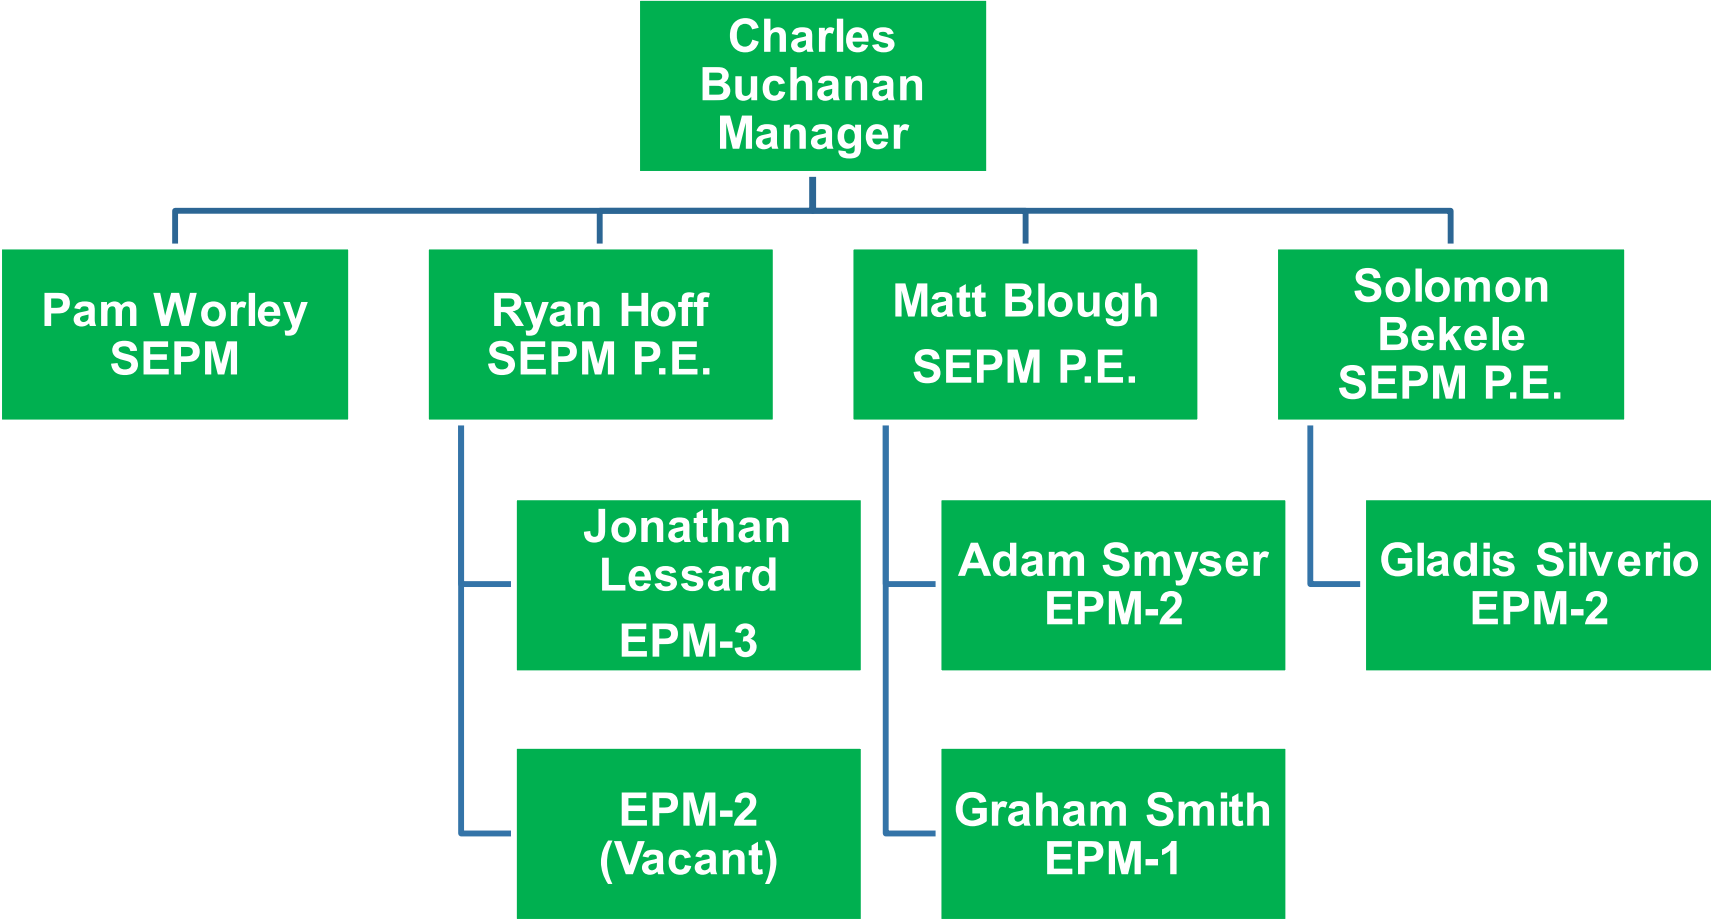 Charles
Buchanan
Manager
Pam Worley
SEPM
Ryan Hoff
SEPM P.E.
Matt Blough
SEPM P.E.
Solomon
Bekele
SEPM P.E.
Jonathan
Lessard
EPM-3
Adam Smyser
EPM-2
Gladis Silverio
EPM-2
EPM-2
(Vacant)
Graham Smith
EPM-1